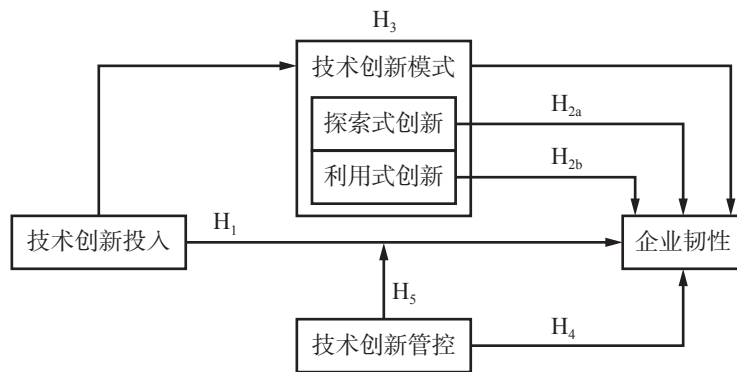 H₃
技术创新模式
探索式创新
H₂ₐ
利用式创新
H₂b
技术创新投入
H₁
企业韧性
H₅
技术创新管控
H₄